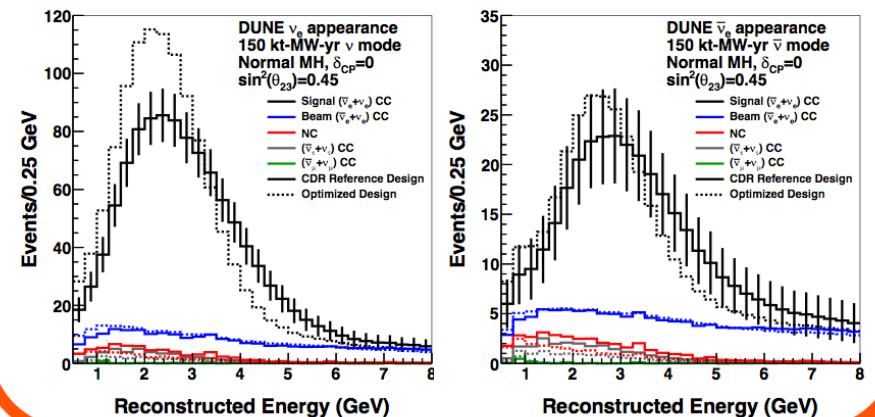 DUNE νe appearance
150 kt-MW-yr ν mode
Normal MH, δCP=0
sin²(θ23)=0.45
Signal (ν̄e+νe) CC
Beam (ν̄e+νe) CC
NC
(ν̄τ+ντ) CC
(ν̄μ+νμ) CC
CDR Reference Design
Optimized Design
Events/0.25 GeV
120
100
80
60
40
20
0
1 2 3 4 5 6 7 8
Reconstructed Energy (GeV)
DUNE ν̄e appearance
150 kt-MW-yr ν̄ mode
Normal MH, δCP=0
sin²(θ23)=0.45
Signal (ν̄e+νe) CC
Beam (ν̄e+νe) CC
NC
(ν̄τ+ντ) CC
(ν̄μ+νμ) CC
CDR Reference Design
Optimized Design
Events/0.25 GeV
35
30
25
20
15
10
5
0
1 2 3 4 5 6 7 8
Reconstructed Energy (GeV)